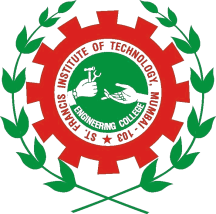 ST. FRANCIS INSTITUTE OF TECHNOLOGY, MUMBAI - 103
ENGINEERING COLLEGE